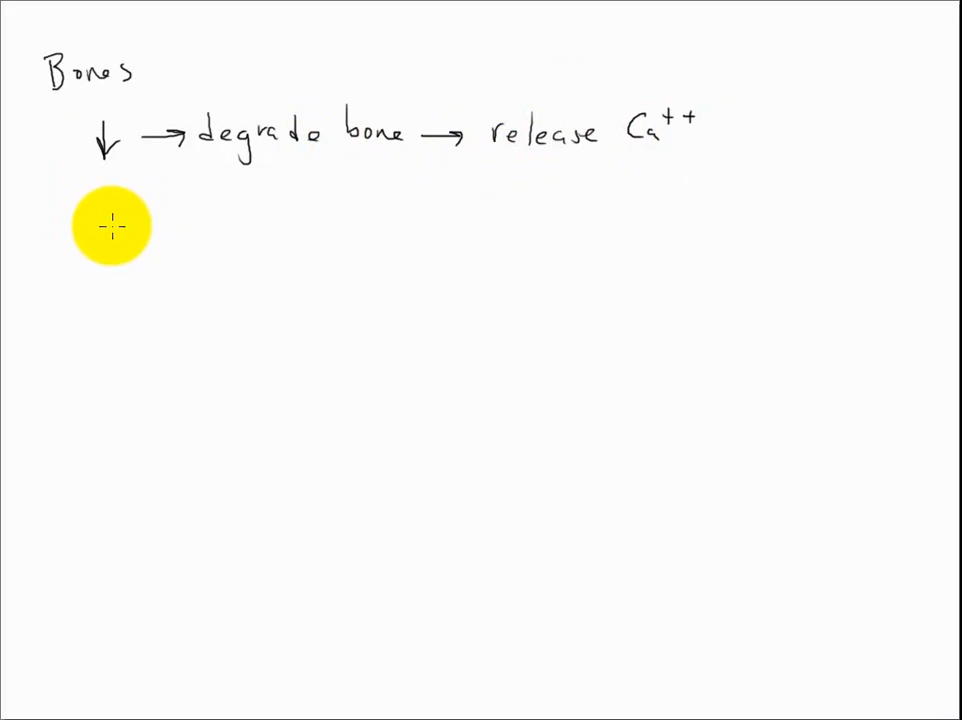 Bones
↓ → degrade bone → release Ca++